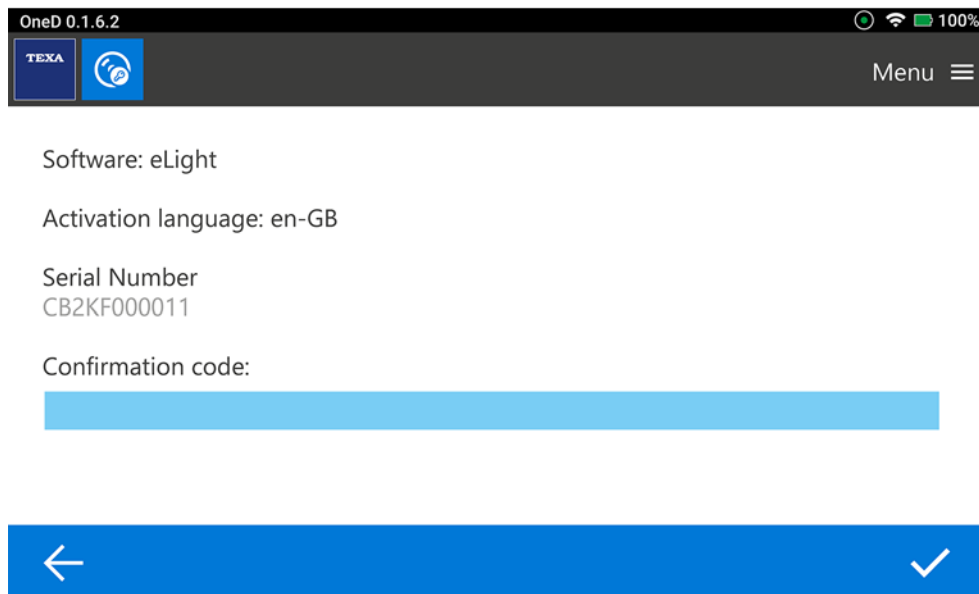 OneD 0.1.6.2
100%
TEXA
Menu
Software: eLight
Activation language: en-GB
Serial Number
CB2KF000011
Confirmation code: